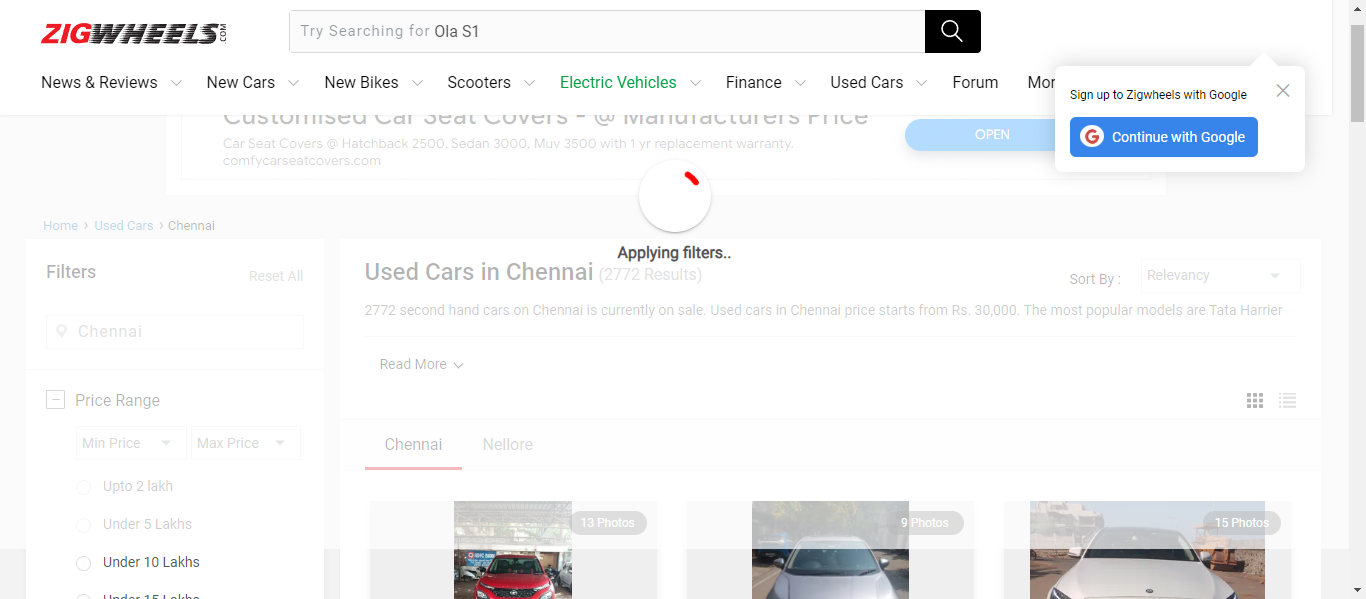 ZIGWHEELS.COM
Try Searching for Ola S1
News & Reviews
New Cars
New Bikes
Scooters
Electric Vehicles
Finance
Used Cars
Forum
Mor
Sign up to Zigwheels with Google
Continue with Google
Customised Car Seat Covers - @ Manufacturers Price
Car Seat Covers @ Hatchback 2500, Sedan 3000, Muv 3500 with 1 yr replacement warranty.
comfycarseatcovers.com
OPEN
Home › Used Cars › Chennai
Applying filters..
Filters
Reset All
Chennai
Price Range
Min Price
Max Price
Upto 2 lakh
Under 5 Lakhs
Under 10 Lakhs
Under 15 Lakhs
Used Cars in Chennai (2772 Results)
Sort By :
Relevancy
2772 second hand cars on Chennai is currently on sale. Used cars in Chennai price starts from Rs. 30,000. The most popular models are Tata Harrier
Read More
Chennai
Nellore
13 Photos
9 Photos
15 Photos